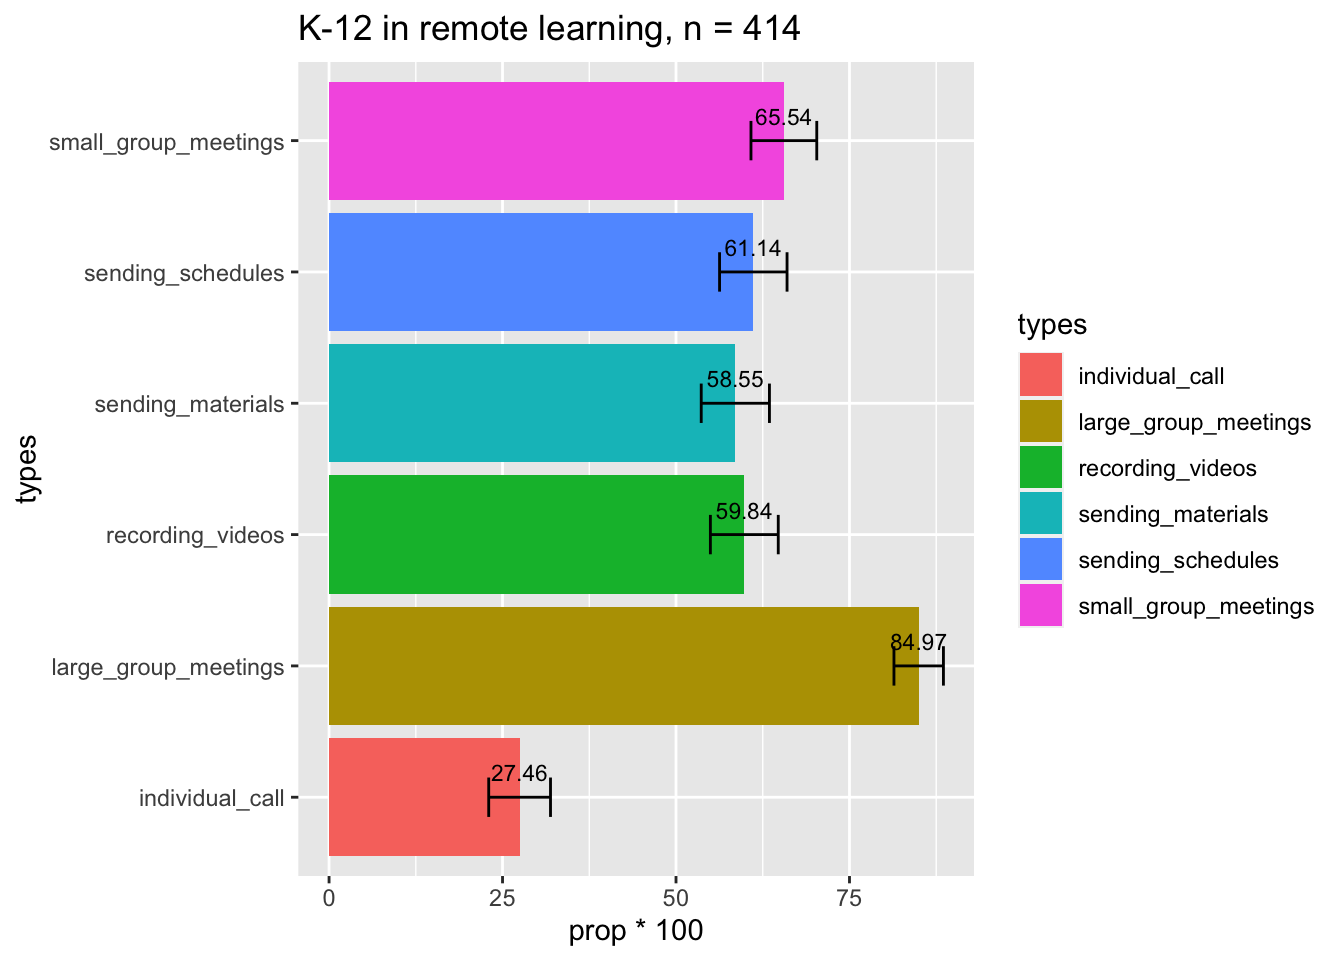 K-12 in remote learning, n = 414
types
small_group_meetings
sending_schedules
sending_materials
recording_videos
large_group_meetings
individual_call
65.54
61.14
58.55
59.84
84.97
27.46
0 25 50 75
prop * 100
types
individual_call
large_group_meetings
recording_videos
sending_materials
sending_schedules
small_group_meetings